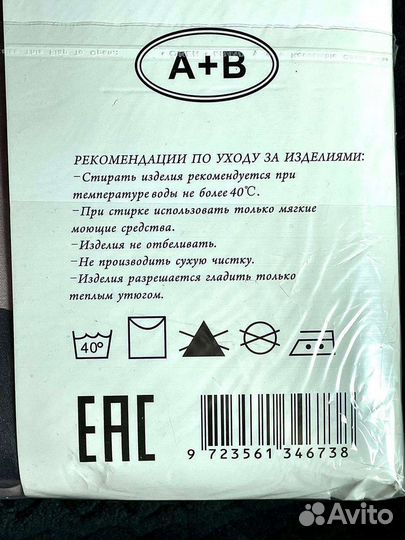 A+B
РЕКОМЕНДАЦИИ ПО УХОДУ ЗА ИЗДЕЛИЯМИ:
-Стирать изделия рекомендуется при
температуре воды не более 40℃.
-При стирке использовать только мягкие
моющие средства.
-Изделия не отбеливать.
-Не производить сухую чистку.
-Изделия разрешается гладить только
теплым утюгом.
40°
EAC
9 723561 346738
Avito